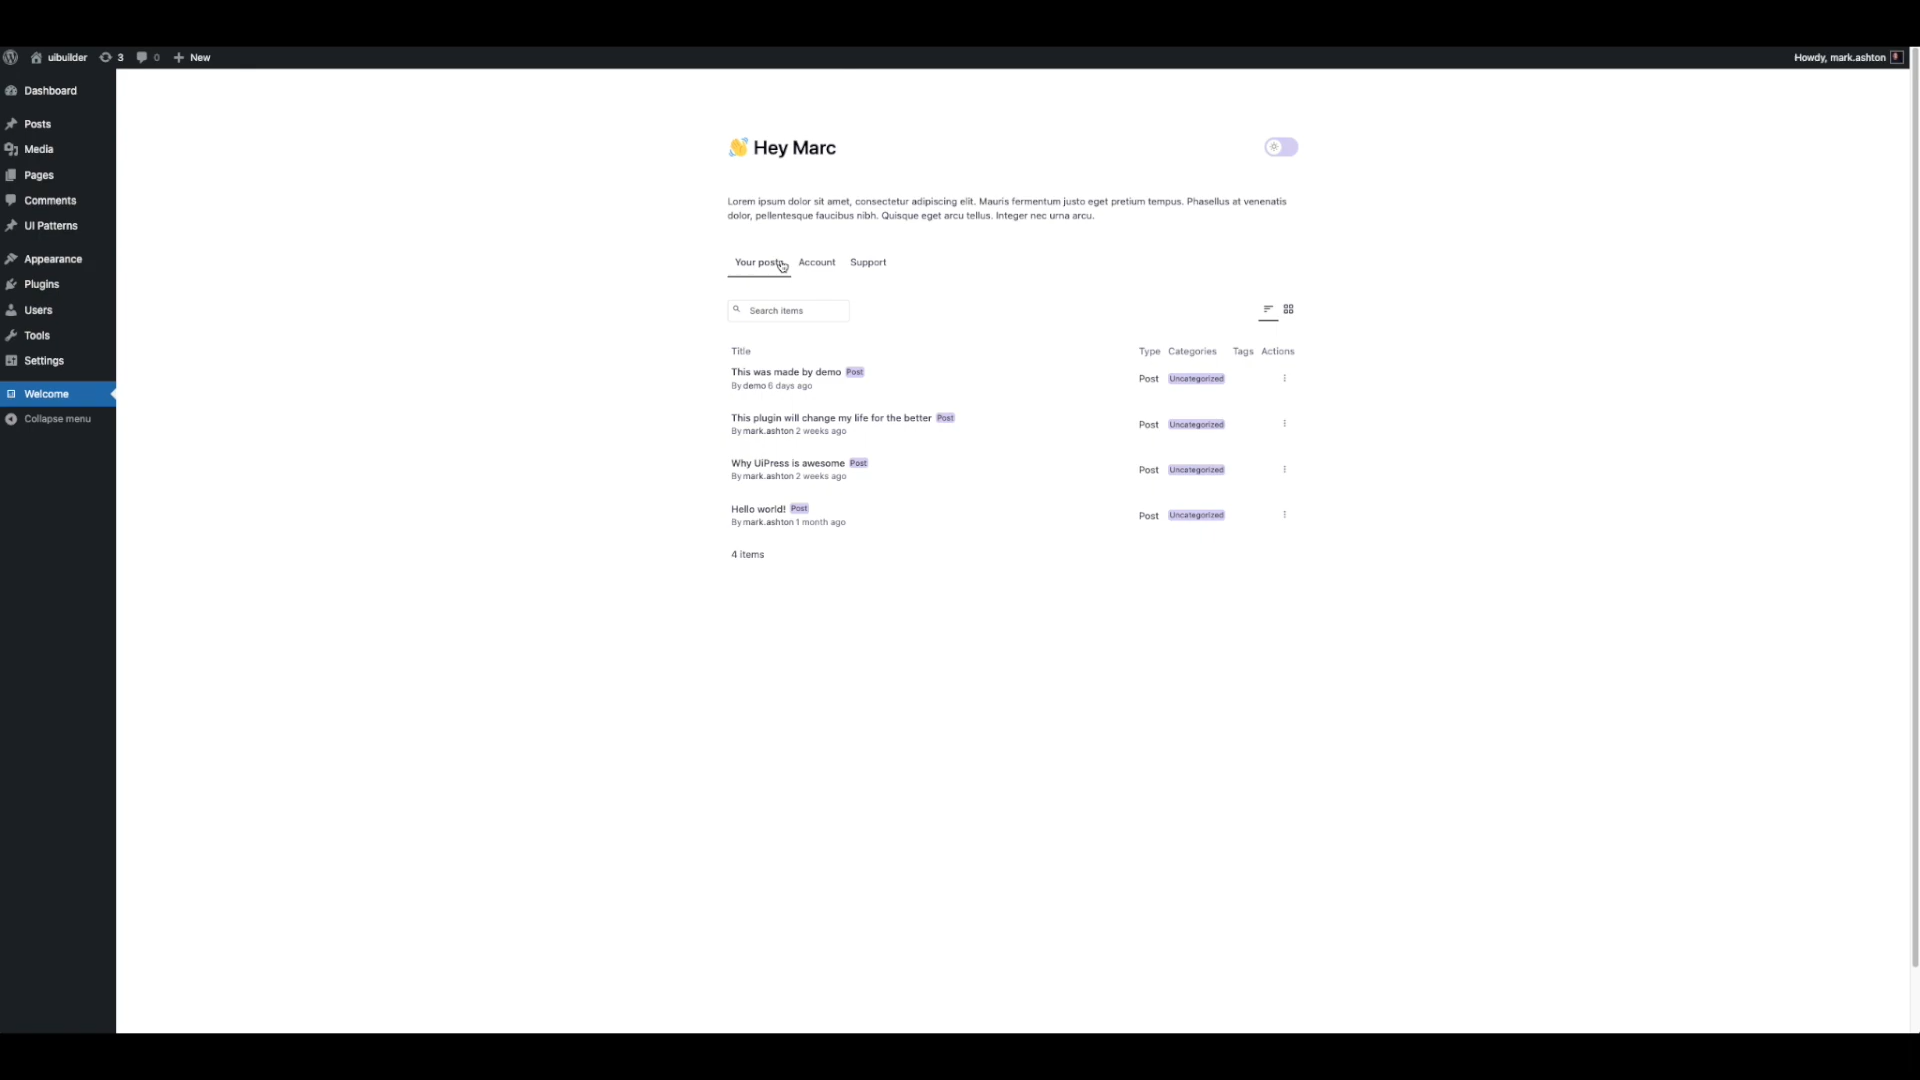 uibuilder 3 0 New
Howdy, mark.ashton
Dashboard
Posts
Media
Pages
Comments
UI Patterns
Appearance
Plugins
Users
Tools
Settings
Welcome
Collapse menu
👋 Hey Marc
Lorem ipsum dolor sit amet, consectetur adipiscing elit. Mauris fermentum justo eget pretium tempus. Phasellus at venenatis
dolor, pellentesque faucibus nibh. Quisque eget arcu tellus. Integer nec urna arcu.
Your posts Account Support
Search items
Title Type Categories Tags Actions
This was made by demo Post
By demo 6 days ago
Post Uncategorized
This plugin will change my life for the better Post
By mark.ashton 2 weeks ago
Post Uncategorized
Why UiPress is awesome Post
By mark.ashton 2 weeks ago
Post Uncategorized
Hello world! Post
By mark.ashton 1 month ago
Post Uncategorized
4 items